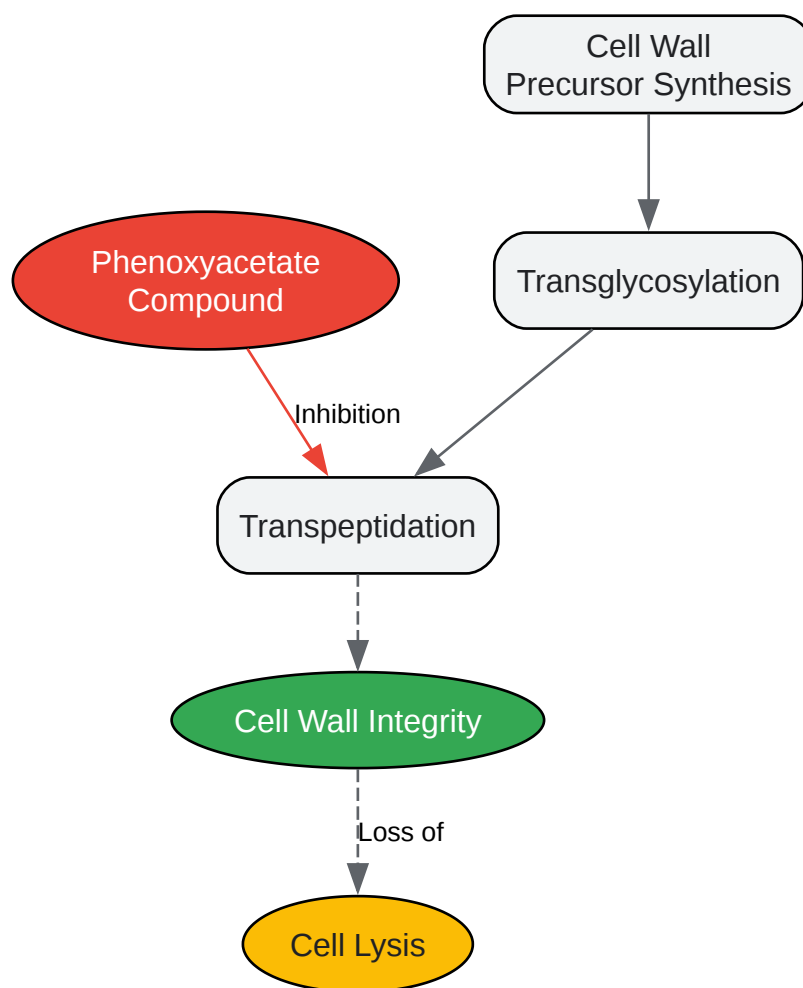 Cell Wall
Precursor Synthesis
Phenoxyacetate
Compound
Transglycosylation
Inhibition
Transpeptidation
Cell Wall Integrity
Loss of
Cell Lysis